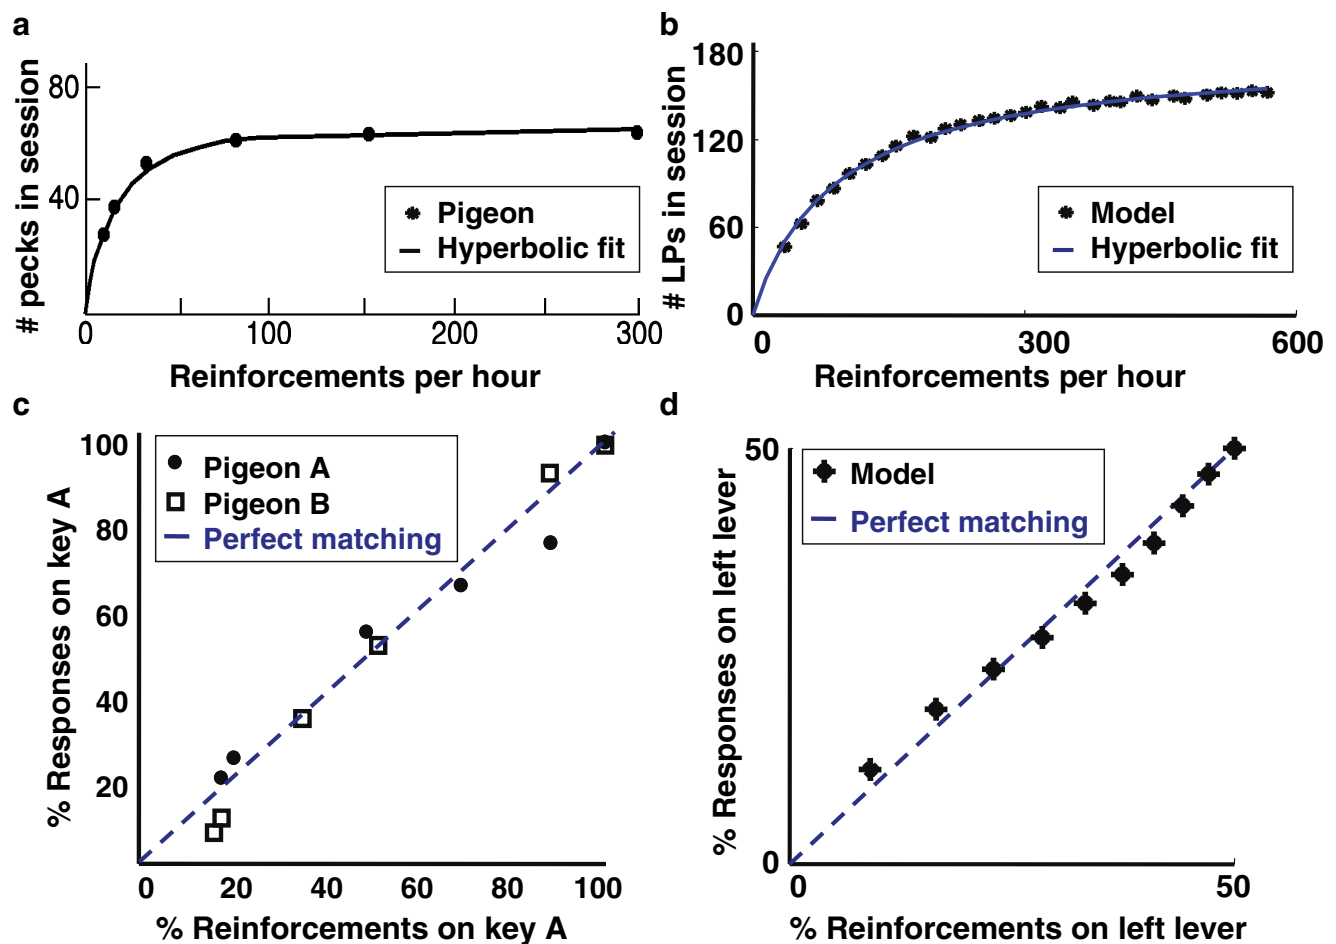 a
# pecks in session
80
40
Pigeon
Hyperbolic fit
0
100
200
300
Reinforcements per hour
b
# LPs in session
180
120
60
0
Model
Hyperbolic fit
0
300
600
Reinforcements per hour
c
% Responses on key A
100
80
60
40
20
Pigeon A
Pigeon B
Perfect matching
0
20
40
60
80
100
% Reinforcements on key A
d
% Responses on left lever
50
0
Model
Perfect matching
0
50
% Reinforcements on left lever